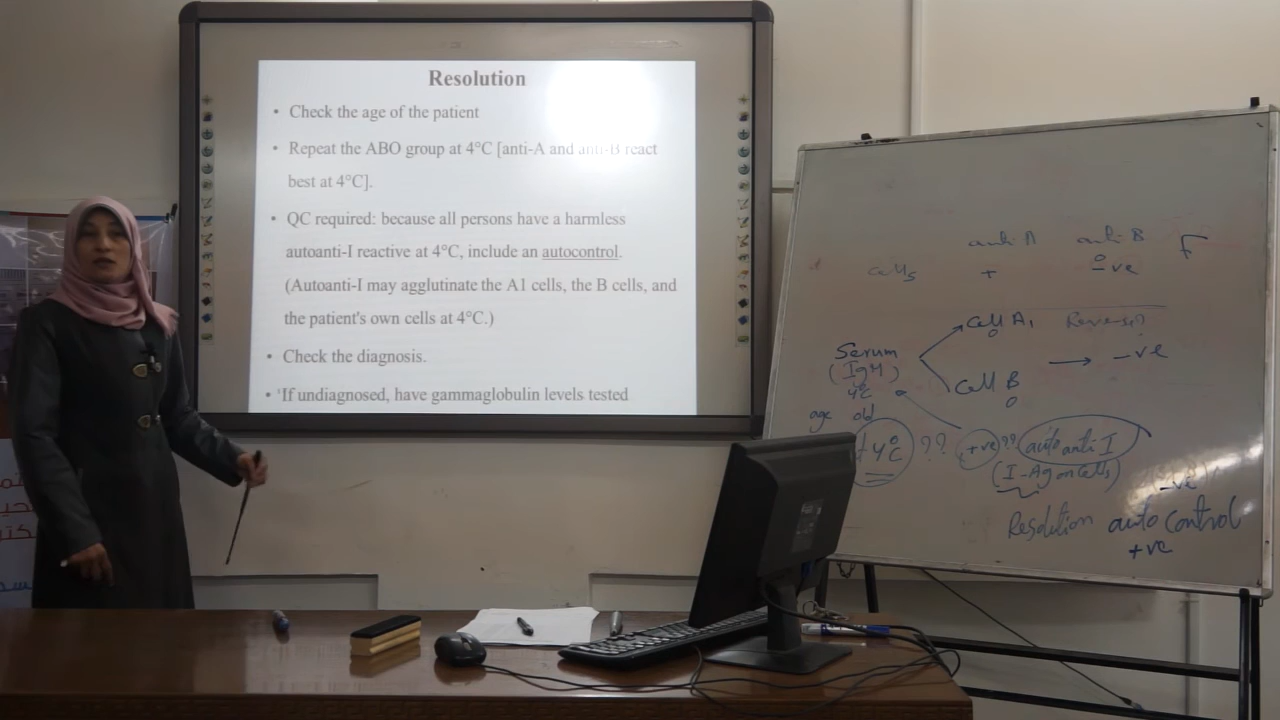 Resolution
• Check the age of the patient
• Repeat the ABO group at 4°C [anti-A and anti-B react
best at 4°C].
• QC required: because all persons have a harmless
autoanti-I reactive at 4°C, include an autocontrol.
(Autoanti-I may agglutinate the A1 cells, the B cells, and
the patient's own cells at 4°C.)
• Check the diagnosis.
• If undiagnosed, have gammaglobulin levels tested
anti A anti B F
cells + -ve
Cell A1 Reverse
Serum → -ve
(IgM)
4°C Cell B
age old
4°C ?? +ve ?? auto anti I
(I-Ag on cells)
-ve
Resolution auto Control
+ve